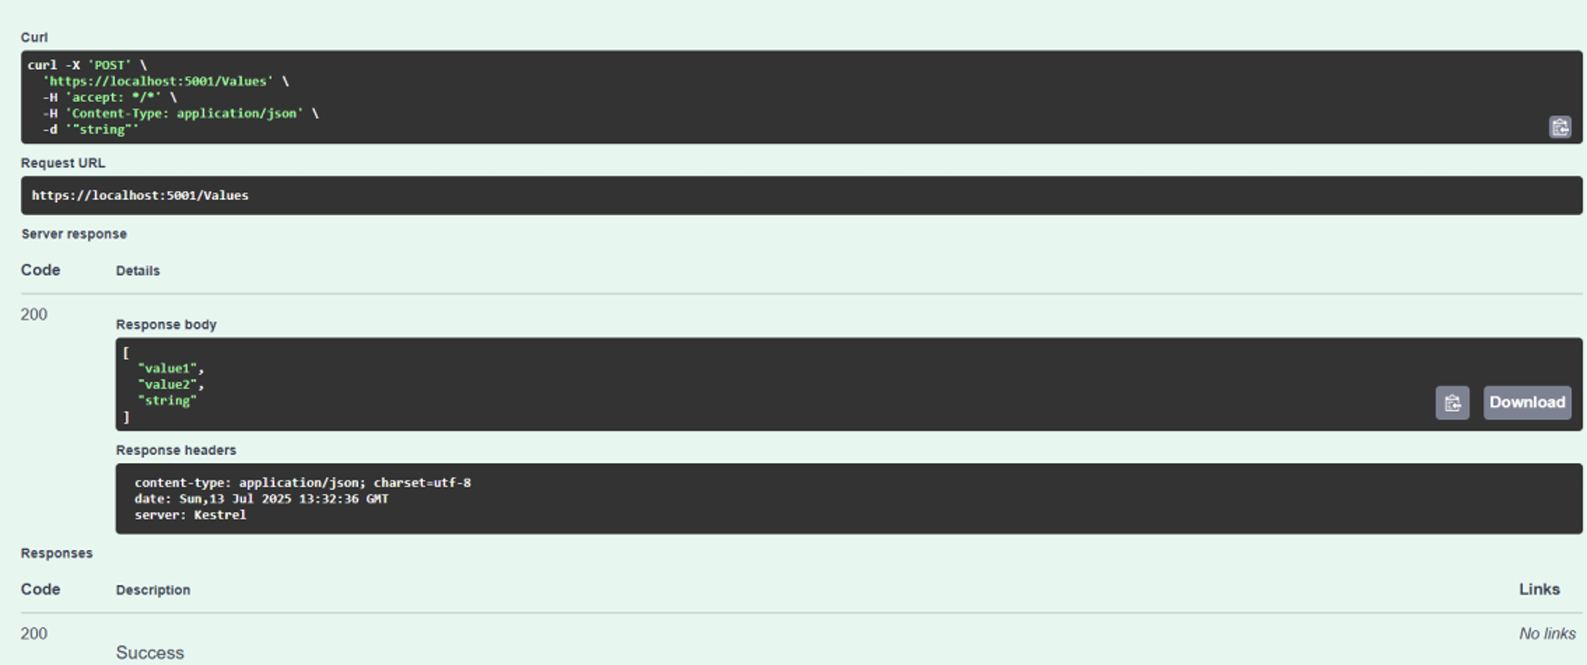 Curl
curl -X 'POST' \
  'https://localhost:5001/Values' \
  -H 'accept: */*' \
  -H 'Content-Type: application/json' \
  -d '"string"'
Request URL
https://localhost:5001/Values
Server response
Code Details
200
Response body
[
  "value1",
  "value2",
  "string"
]
Download
Response headers
content-type: application/json; charset=utf-8
date: Sun,13 Jul 2025 13:32:36 GMT
server: Kestrel
Responses
Code Description Links
200 No links
Success